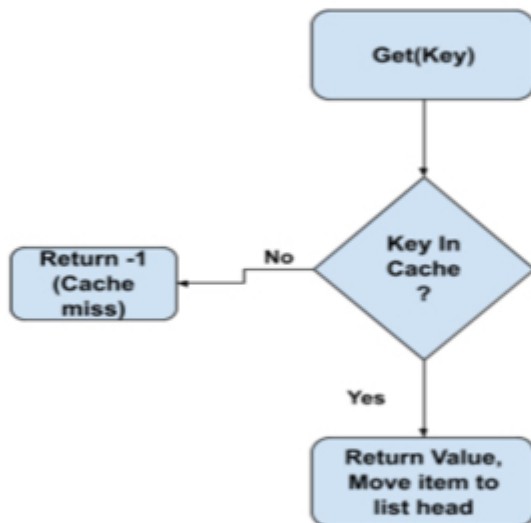 Get(Key)
Key In
Cache
?
No
Return -1
(Cache
miss)
Yes
Return Value,
Move item to
list head